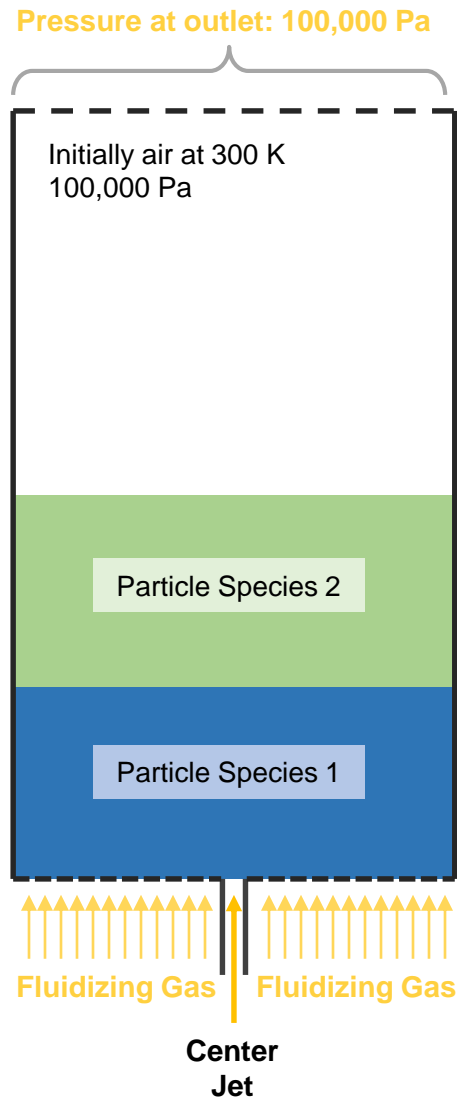 Pressure at outlet: 100,000 Pa
Initially air at 300 K
100,000 Pa
Particle Species 2
Particle Species 1
Fluidizing Gas
Fluidizing Gas
Center
Jet